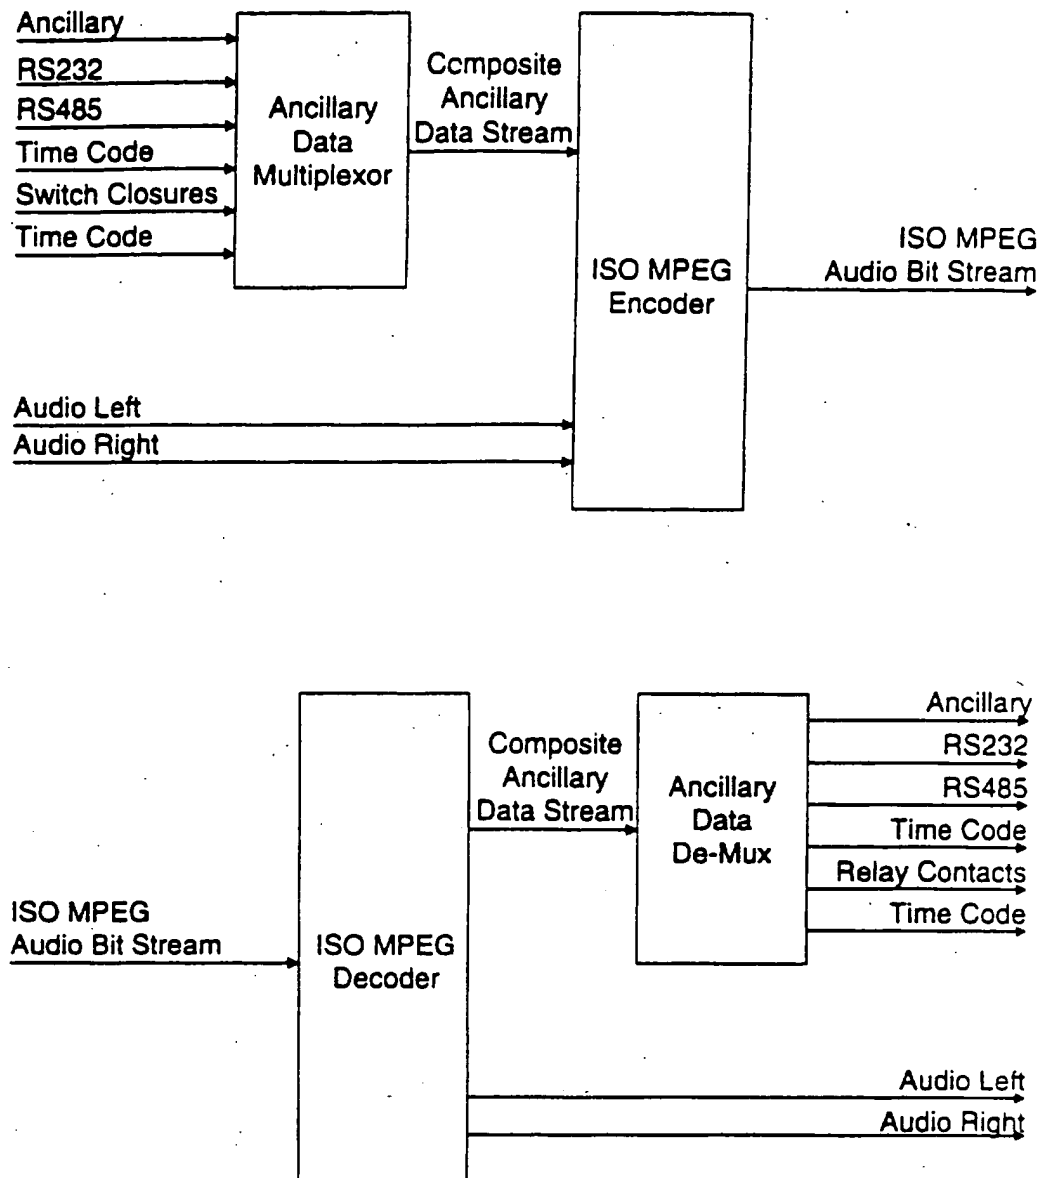 Ancillary
RS232
RS485
Time Code
Switch Closures
Time Code
Ancillary
Data
Multiplexor
Composite
Ancillary
Data Stream
ISO MPEG
Encoder
ISO MPEG
Audio Bit Stream
Audio Left
Audio Right
ISO MPEG
Audio Bit Stream
ISO MPEG
Decoder
Composite
Ancillary
Data Stream
Ancillary
Data
De-Mux
Ancillary
RS232
RS485
Time Code
Relay Contacts
Time Code
Audio Left
Audio Right